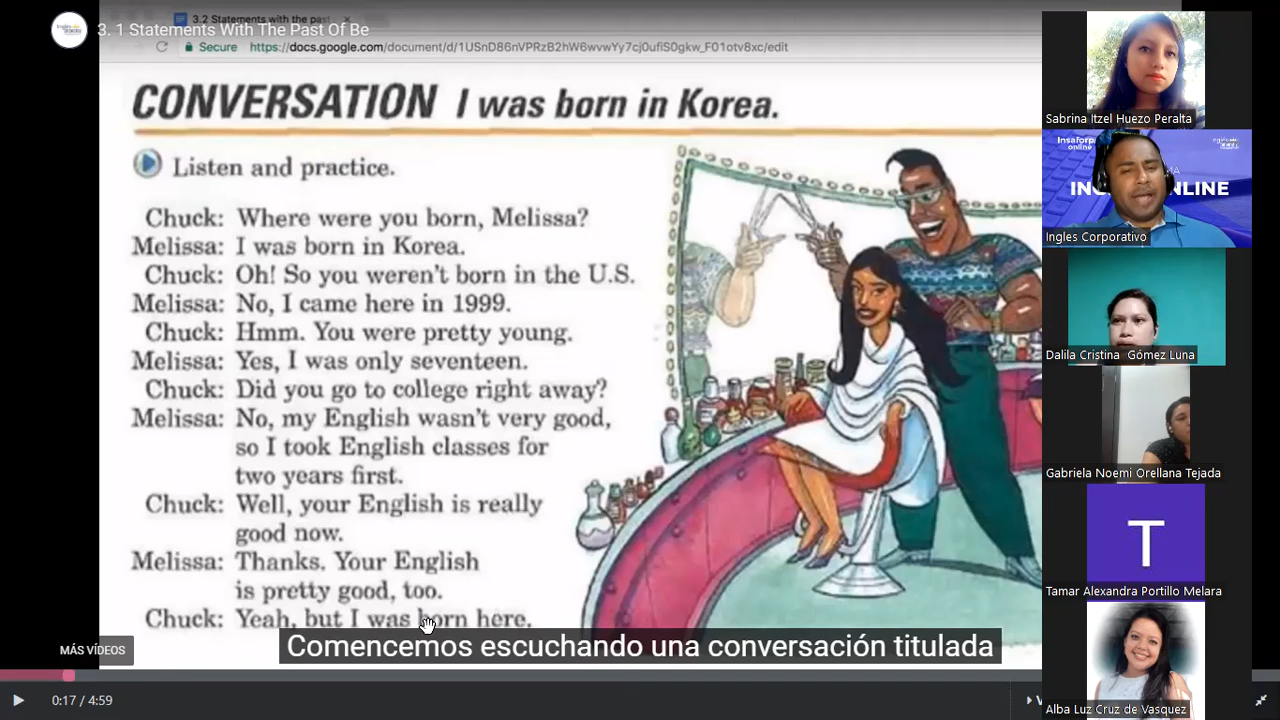 3.2 Statements with the past
3. 1 Statements With The Past Of Be
Secure https://docs.google.com/document/d/1USnD86nVPRzB2hW6wvwYy7cj0ufiS0gkw_F01otv8xc/edit
CONVERSATION I was born in Korea.
Listen and practice.
Chuck: Where were you born, Melissa?
Melissa: I was born in Korea.
Chuck: Oh! So you weren't born in the U.S.
Melissa: No, I came here in 1999.
Chuck: Hmm. You were pretty young.
Melissa: Yes, I was only seventeen.
Chuck: Did you go to college right away?
Melissa: No, my English wasn't very good,
so I took English classes for
two years first.
Chuck: Well, your English is really
good now.
Melissa: Thanks. Your English
is pretty good, too.
Chuck: Yeah, but I was born here.
Comencemos escuchando una conversación titulada
MÁS VÍDEOS
0:17 / 4:59
Sabrina Itzel Huezo Peralta
Insaforp
online
Ingles Corporativo
Dalila Cristina Gómez Luna
Gabriela Noemi Orellana Tejada
T
Tamar Alexandra Portillo Melara
Alba Luz Cruz de Vasquez